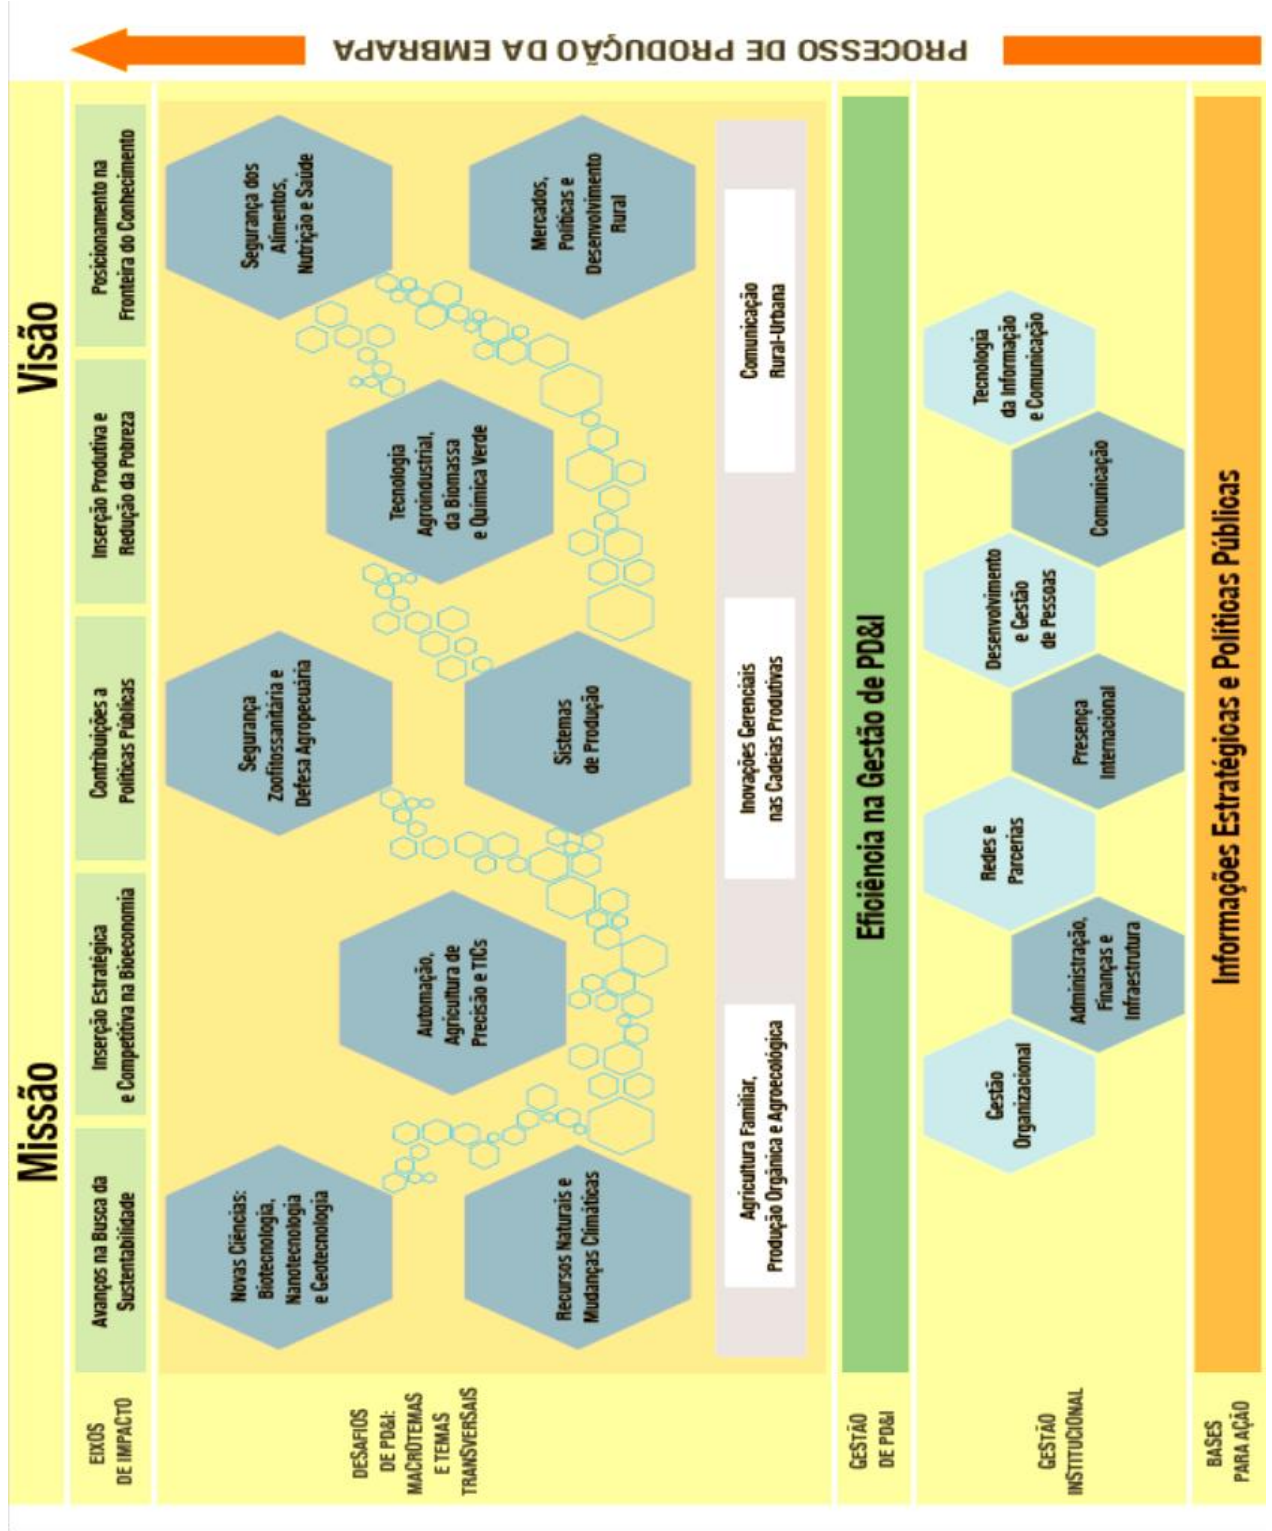 Missão
Visão
EIXOS
DE IMPACTO
Avanços na Busca da
Sustentabilidade
Inserção Estratégica
e Competitiva na Bioeconomia
Contribuições a
Políticas Públicas
Inserção Produtiva e
Redução da Pobreza
Posicionamento na
Fronteira do Conhecimento
DESAFIOS
DE PD&I:
MACROTEMAS
E TEMAS
TRANSVERSAIS
Novas Ciências:
Biotecnologia,
Nanotecnologia
e Geotecnologia
Segurança
Zoofitossanitária e
Defesa Agropecuária
Segurança dos
Alimentos,
Nutrição e Saúde
Automação,
Agricultura de
Precisão e TICs
Tecnologia
Agroindustrial,
da Biomassa
e Química Verde
Recursos Naturais e
Mudanças Climáticas
Sistemas
de Produção
Mercados,
Políticas e
Desenvolvimento
Rural
Agricultura Familiar,
Produção Orgânica e Agroecológica
Inovações Gerenciais
nas Cadeias Produtivas
Comunicação
Rural-Urbana
GESTÃO
DE PD&I
Eficiência na Gestão de PD&I
GESTÃO
INSTITUCIONAL
Gestão
Organizacional
Redes e
Parcerias
Desenvolvimento
e Gestão
de Pessoas
Tecnologia
da Informação
e Comunicação
Administração,
Finanças e
Infraestrutura
Presença
Internacional
Comunicação
BASES
PARA AÇÃO
Informações Estratégicas e Políticas Públicas
PROCESSO DE PRODUÇÃO DA EMBRAPA